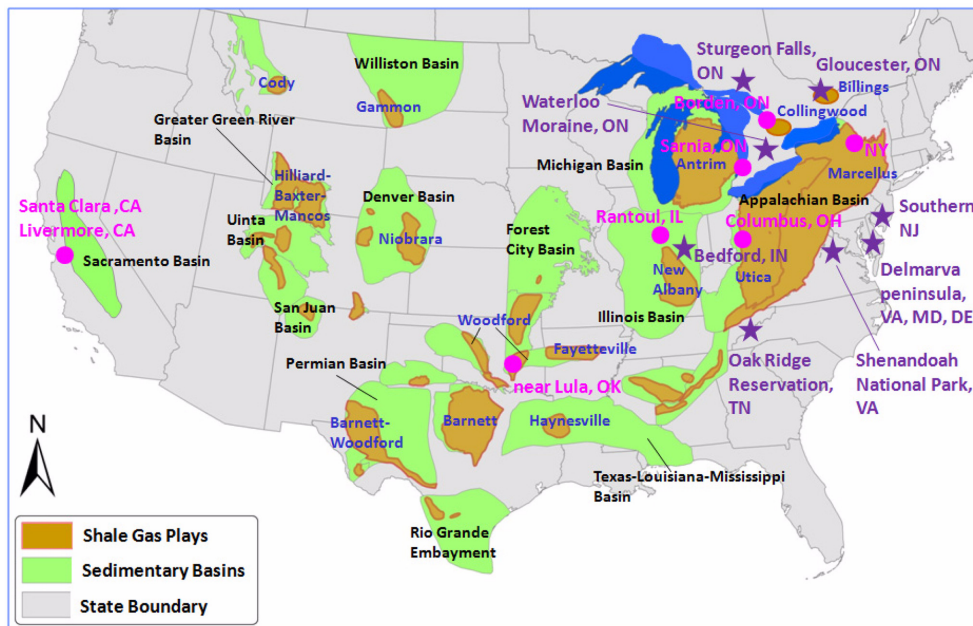 Sturgeon Falls,
ON
Gloucester, ON
Billings
Williston Basin
Cody
Gammon
Waterloo
Moraine, ON
Borden, ON
Collingwood
Greater Green River
Basin
Sarnia, ON
Antrim
NY
Marcellus
Michigan Basin
Hilliard-
Baxter-
Mancos
Denver Basin
Appalachian Basin
Santa Clara ,CA
Livermore, CA
Uinta
Basin
Niobrara
Forest
City Basin
Rantoul, IL
Columbus, OH
Southern
NJ
Sacramento Basin
Bedford, IN
New
Albany
Utica
Delmarva
peninsula,
VA, MD, DE
San Juan
Basin
Illinois Basin
Woodford
Fayetteville
Permian Basin
near Lula, OK
Oak Ridge
Reservation,
TN
Shenandoah
National Park,
VA
N
Barnett-
Woodford
Barnett
Haynesville
Texas-Louisiana-Mississippi
Basin
Rio Grande
Embayment
Shale Gas Plays
Sedimentary Basins
State Boundary